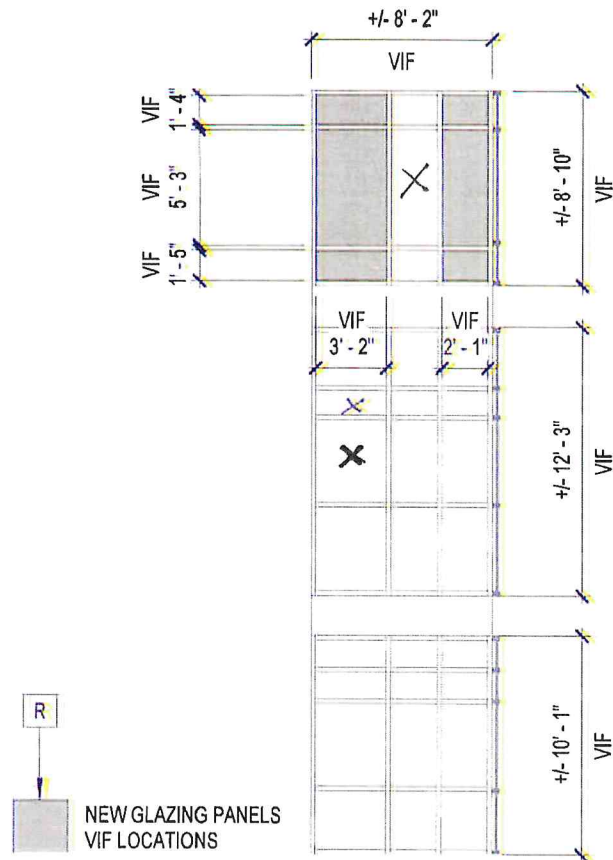 +/- 8' - 2"
VIF
VIF
1' - 4"
VIF
5' - 3"
VIF
1' - 5"
+/- 8' - 10"
VIF
VIF
3' - 2"
VIF
2' - 1"
+/- 12' - 3"
VIF
+/- 10' - 1"
VIF
R
NEW GLAZING PANELS
VIF LOCATIONS